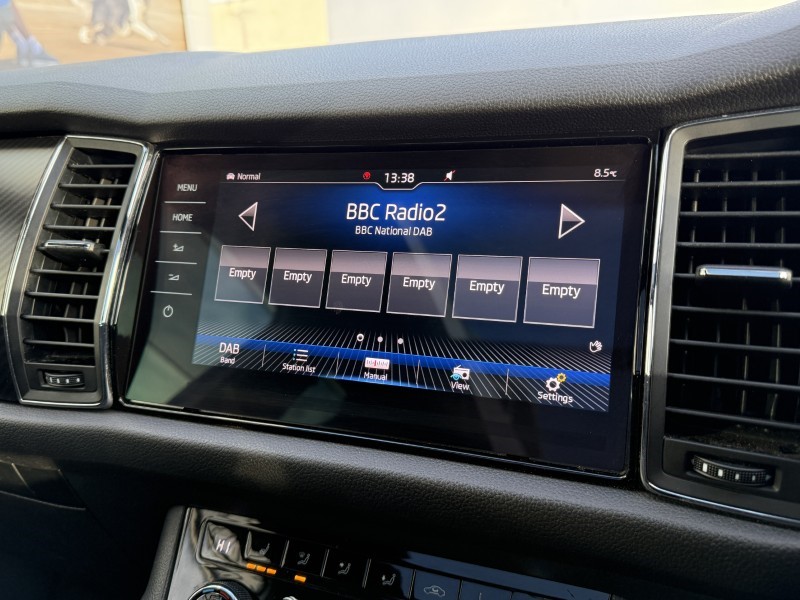 Normal 13:38 8.5°C
MENU
HOME
BBC Radio2
BBC National DAB
Empty Empty Empty Empty Empty Empty
DAB
Band Station list Manual View Settings
HI